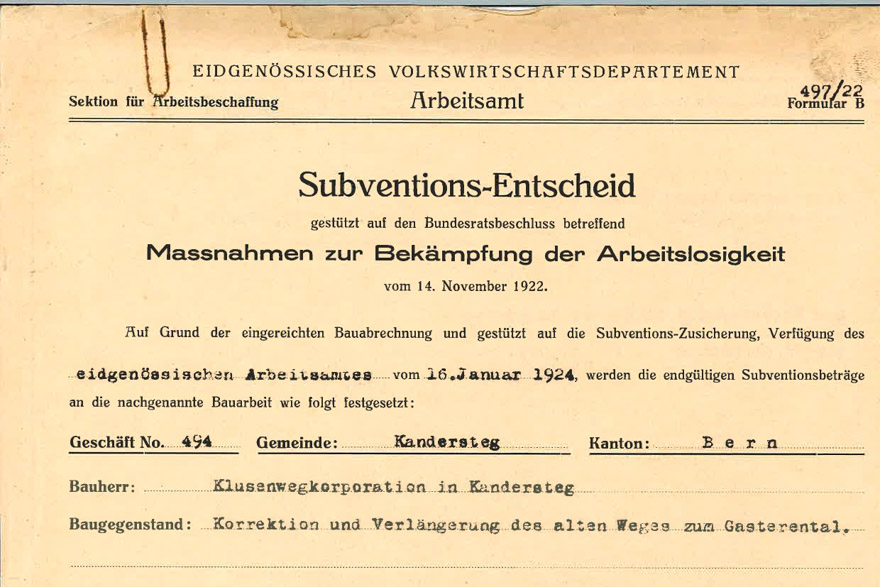 EIDGENÖSSISCHES VOLKSWIRTSCHAFTSDEPARTEMENT
Sektion für Arbeitsbeschaffung Arbeitsamt 497/22
Formular B
Subventions-Entscheid
gestützt auf den Bundesratsbeschluss betreffend
Massnahmen zur Bekämpfung der Arbeitslosigkeit
vom 14. November 1922.
Auf Grund der eingereichten Bauabrechnung und gestützt auf die Subventions-Zusicherung, Verfügung des
eidgenössischen Arbeitsamtes vom 16.Januar 1924, werden die endgültigen Subventionsbeträge
an die nachgenannte Bauarbeit wie folgt festgesetzt:
Geschäft No. 494 Gemeinde: Kandersteg Kanton: B e r n
Bauherr: Klusenwegkorporation in Kandersteg
Baugegenstand: Korrektion und Verlängerung des alten Weges zum Gasterental.